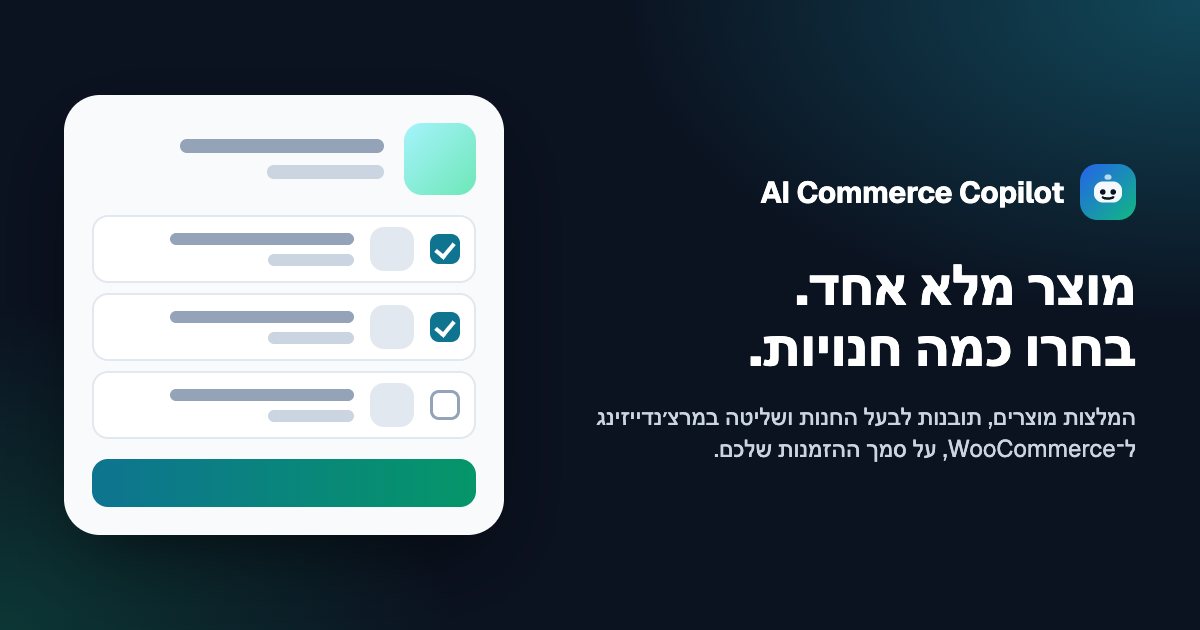 AI Commerce Copilot
מוצר מלא אחד.
בחרו כמה חנויות.
המלצות מוצרים, תובנות לבעל החנות ושליטה במרצ׳נדייזינג
ל־WooCommerce, על סמך ההזמנות שלכם.